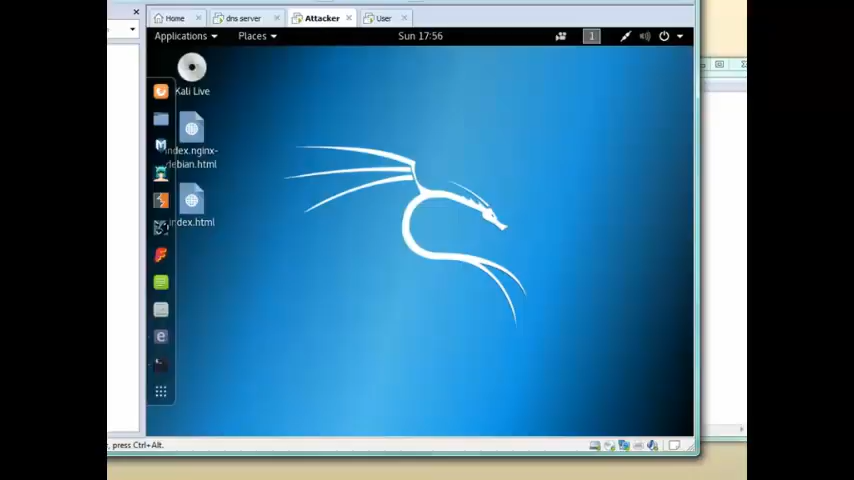 Home
dns server
Attacker
User
Applications
Places
Sun 17:56
1
Kali Live
index.nginx-
debian.html
index.html
, press Ctrl+Alt.